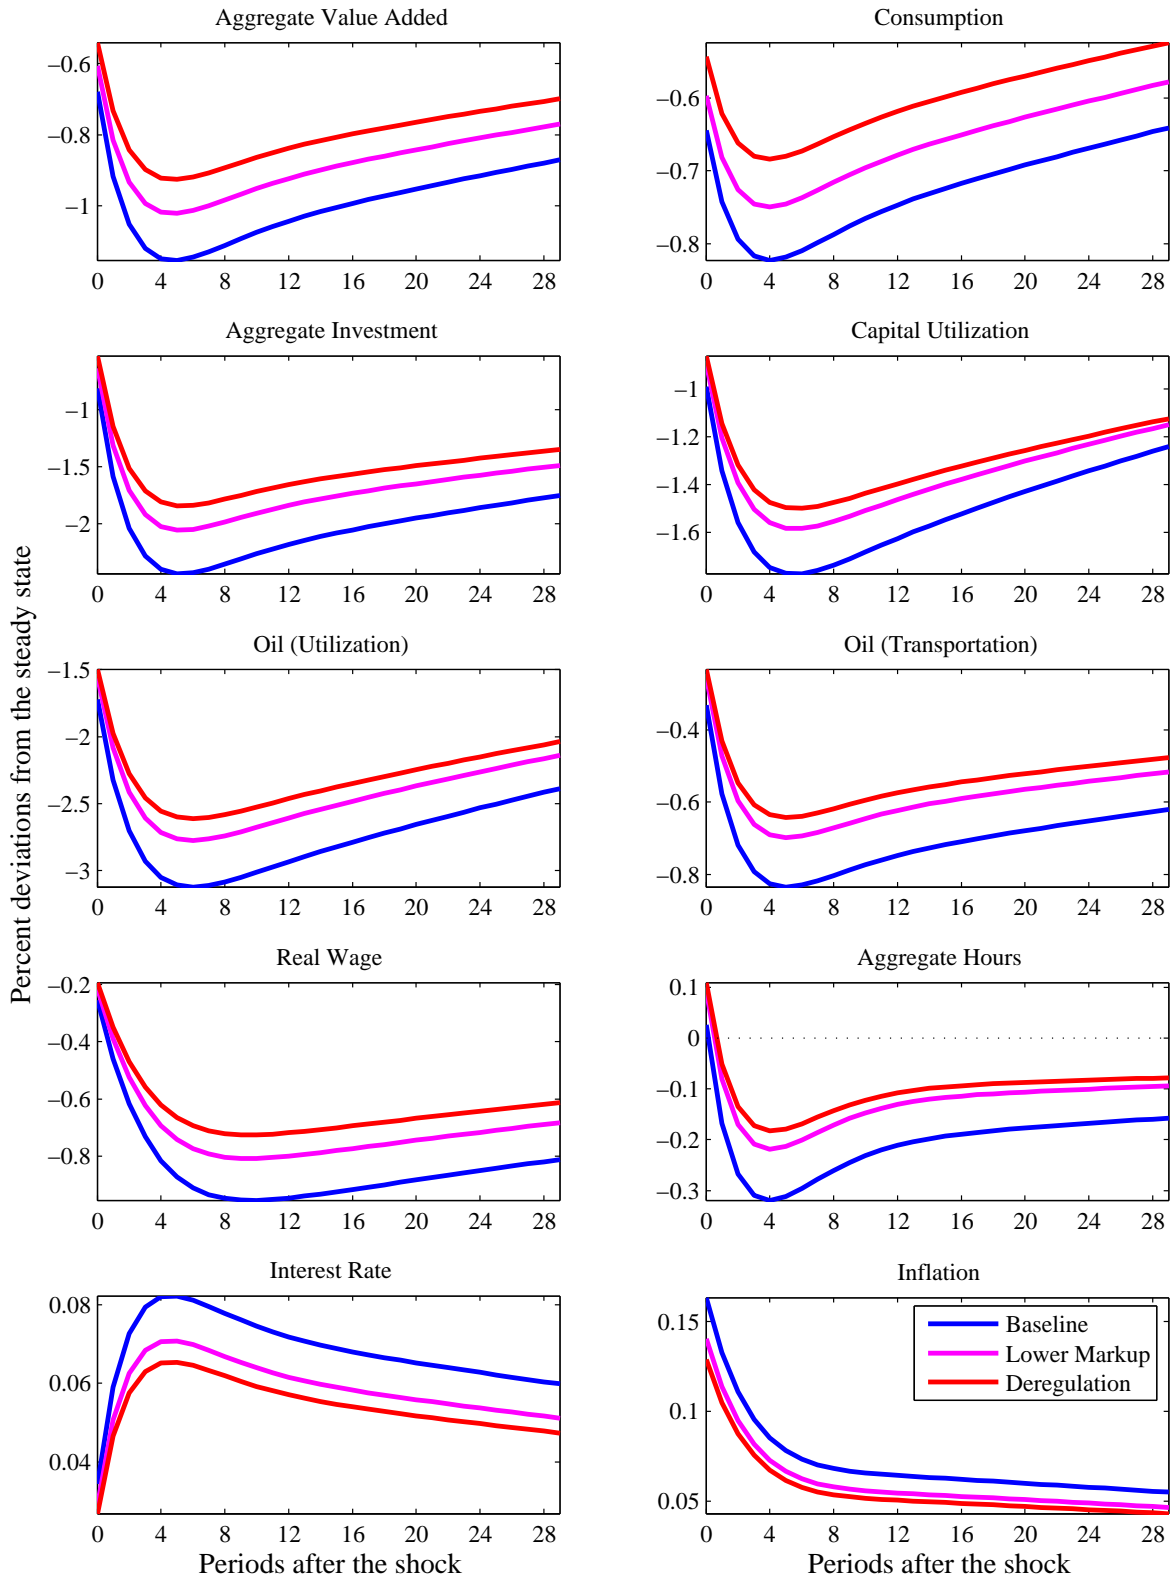 Aggregate Value Added
−0.6
−0.8
−1
0 4 8 12 16 20 24 28
Consumption
−0.6
−0.7
−0.8
0 4 8 12 16 20 24 28
Aggregate Investment
−1
−1.5
−2
0 4 8 12 16 20 24 28
Capital Utilization
−1
−1.2
−1.4
−1.6
0 4 8 12 16 20 24 28
Oil (Utilization)
−1.5
−2
−2.5
−3
0 4 8 12 16 20 24 28
Oil (Transportation)
−0.4
−0.6
−0.8
0 4 8 12 16 20 24 28
Percent deviations from the steady state
Real Wage
−0.2
−0.4
−0.6
−0.8
0 4 8 12 16 20 24 28
Aggregate Hours
0.1
0
−0.1
−0.2
−0.3
0 4 8 12 16 20 24 28
Interest Rate
0.08
0.06
0.04
0 4 8 12 16 20 24 28
Periods after the shock
Inflation
0.15
0.1
0.05
Baseline
Lower Markup
Deregulation
0 4 8 12 16 20 24 28
Periods after the shock